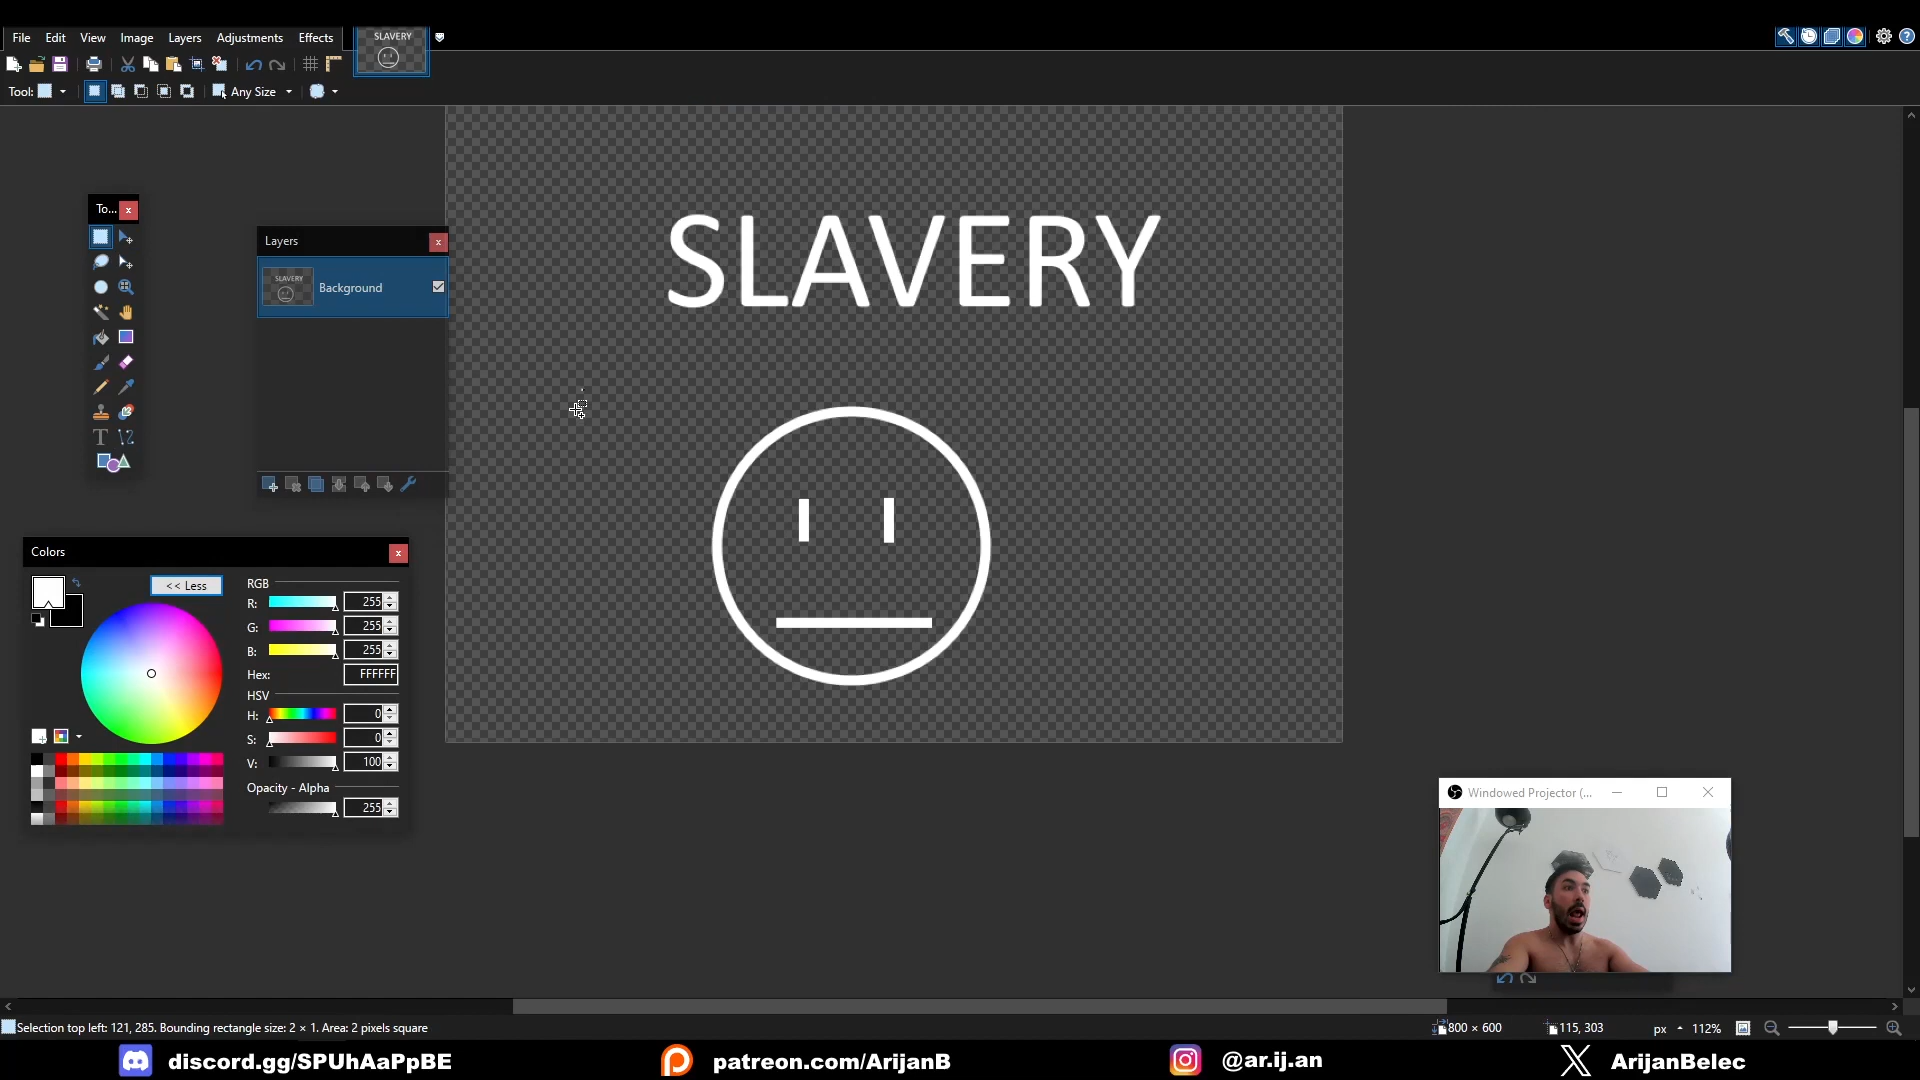 File Edit View Image Layers Adjustments Effects
SLAVERY
Tool:
Any Size
To...
Layers
SLAVERY
Background
SLAVERY
Colors
<< Less
RGB
R: 255
G: 255
B: 255
Hex: FFFFFF
HSV
H: 0
S: 0
V: 100
Opacity - Alpha
255
Windowed Projector (...
Selection top left: 121, 285. Bounding rectangle size: 2 × 1. Area: 2 pixels square
800 × 600
115, 303
px
112%
discord.gg/SPUhAaPpBE
patreon.com/ArijanB
@ar.ij.an
ArijanBelec